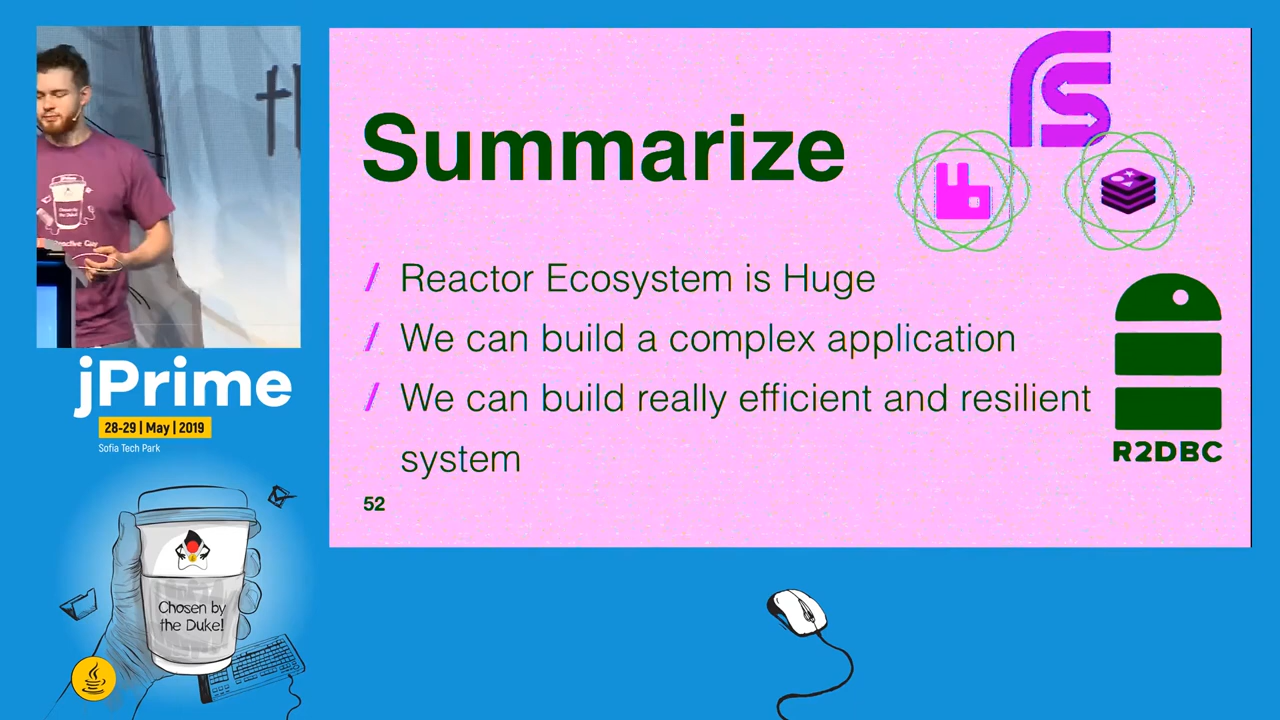 Summarize
/ Reactor Ecosystem is Huge
/ We can build a complex application
/ We can build really efficient and resilient
system
52
R2DBC
jPrime
28-29 | May | 2019
Sofia Tech Park
Chosen by
the Duke!